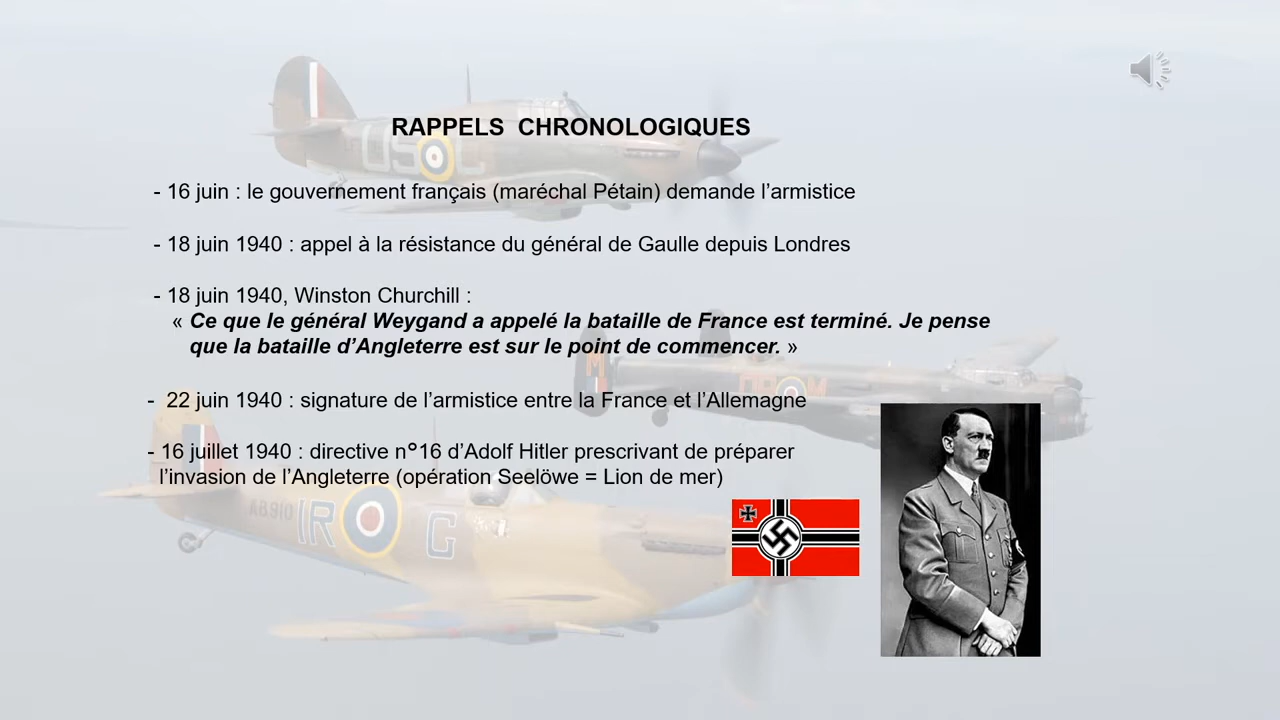 RAPPELS CHRONOLOGIQUES
- 16 juin : le gouvernement français (maréchal Pétain) demande l’armistice
- 18 juin 1940 : appel à la résistance du général de Gaulle depuis Londres
- 18 juin 1940, Winston Churchill :
« Ce que le général Weygand a appelé la bataille de France est terminé. Je pense
que la bataille d’Angleterre est sur le point de commencer. »
- 22 juin 1940 : signature de l’armistice entre la France et l’Allemagne
- 16 juillet 1940 : directive n°16 d’Adolf Hitler prescrivant de préparer
l’invasion de l’Angleterre (opération Seelöwe = Lion de mer)
AB910
IR
G
US